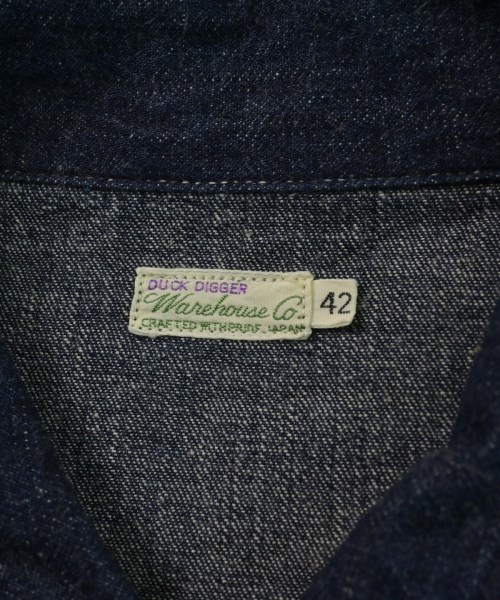 DUCK DIGGER
Warehouse Co.
CRAFTED WITH PRIDE JAPAN
42